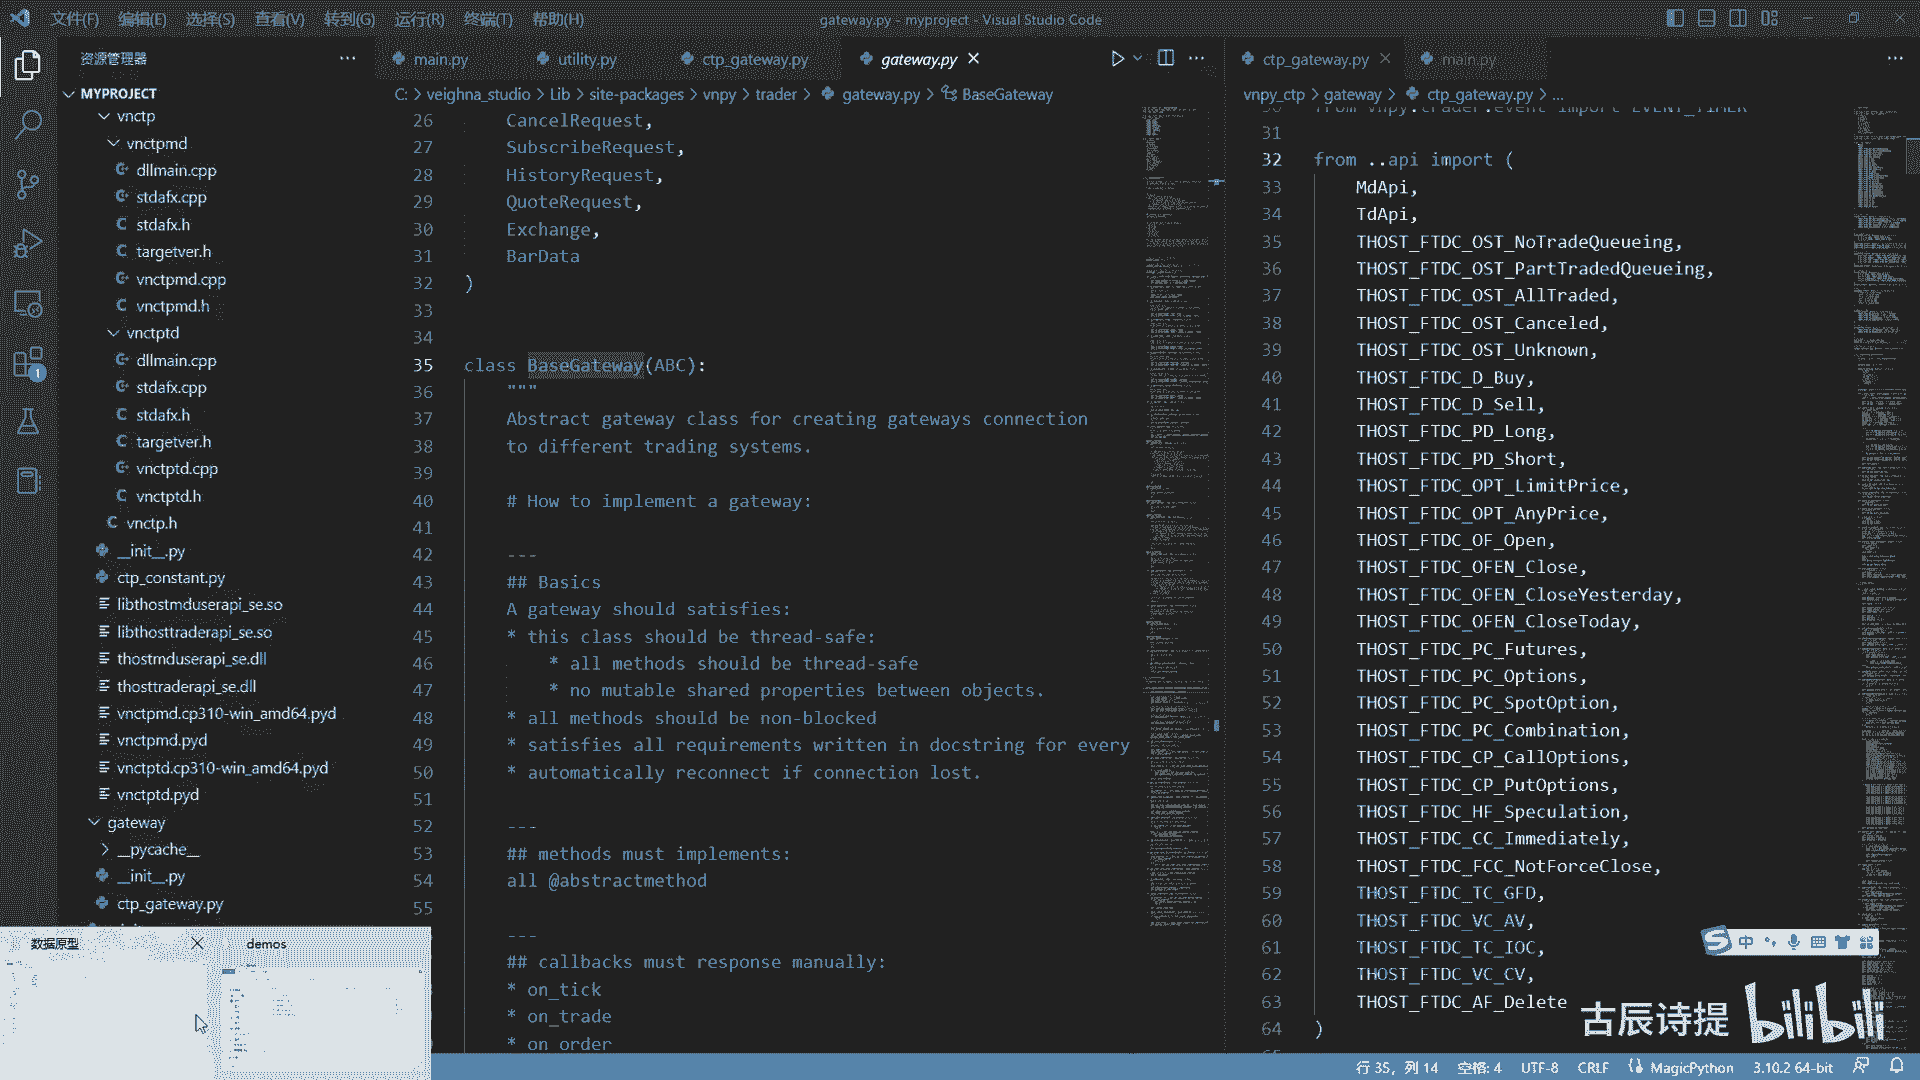 文件(F) 编辑(E) 选择(S) 查看(V) 转到(G) 运行(R) 终端(T) 帮助(H)
gateway.py - myproject - Visual Studio Code
资源管理器
MYPROJECT
vnctp
vnctpmd
dllmain.cpp
stdafx.cpp
stdafx.h
targetver.h
vnctpmd.cpp
vnctpmd.h
vnctptd
dllmain.cpp
stdafx.cpp
stdafx.h
targetver.h
vnctptd.cpp
vnctptd.h
vnctp.h
__init__.py
ctp_constant.py
libthostmduserapi_se.so
libthosttraderapi_se.so
thostmduserapi_se.dll
thosttraderapi_se.dll
vnctpmd.cp310-win_amd64.pyd
vnctpmd.pyd
vnctptd.cp310-win_amd64.pyd
vnctptd.pyd
gateway
__pycache__
__init__.py
ctp_gateway.py
1
数据原型
demos
main.py utility.py ctp_gateway.py gateway.py
C: > veighna_studio > Lib > site-packages > vnpy > trader > gateway.py > BaseGateway
26 CancelRequest,
27 SubscribeRequest,
28 HistoryRequest,
29 QuoteRequest,
30 Exchange,
31 BarData
32 )
33
34
35 class BaseGateway(ABC):
36 """
37 Abstract gateway class for creating gateways connection
38 to different trading systems.
39
40 # How to implement a gateway:
41
42 ---
43 ## Basics
44 A gateway should satisfies:
45 * this class should be thread-safe:
46 * all methods should be thread-safe
47 * no mutable shared properties between objects.
48 * all methods should be non-blocked
49 * satisfies all requirements written in docstring for every
50 * automatically reconnect if connection lost.
51
52 ---
53 ## methods must implements:
54 all @abstractmethod
55
---
## callbacks must response manually:
* on_tick
* on_trade
* on_order
ctp_gateway.py main.py
vnpy_ctp > gateway > ctp_gateway.py > ...
30 from vnpy.trader.event import EVENT_TIMER
31
32 from ..api import (
33 MdApi,
34 TdApi,
35 THOST_FTDC_OST_NoTradeQueueing,
36 THOST_FTDC_OST_PartTradedQueueing,
37 THOST_FTDC_OST_AllTraded,
38 THOST_FTDC_OST_Canceled,
39 THOST_FTDC_OST_Unknown,
40 THOST_FTDC_D_Buy,
41 THOST_FTDC_D_Sell,
42 THOST_FTDC_PD_Long,
43 THOST_FTDC_PD_Short,
44 THOST_FTDC_OPT_LimitPrice,
45 THOST_FTDC_OPT_AnyPrice,
46 THOST_FTDC_OF_Open,
47 THOST_FTDC_OFEN_Close,
48 THOST_FTDC_OFEN_CloseYesterday,
49 THOST_FTDC_OFEN_CloseToday,
50 THOST_FTDC_PC_Futures,
51 THOST_FTDC_PC_Options,
52 THOST_FTDC_PC_SpotOption,
53 THOST_FTDC_PC_Combination,
54 THOST_FTDC_CP_CallOptions,
55 THOST_FTDC_CP_PutOptions,
56 THOST_FTDC_HF_Speculation,
57 THOST_FTDC_CC_Immediately,
58 THOST_FTDC_FCC_NotForceClose,
59 THOST_FTDC_TC_GFD,
60 THOST_FTDC_VC_AV,
61 THOST_FTDC_TC_IOC,
62 THOST_FTDC_VC_CV,
63 THOST_FTDC_AF_Delete
64 )
中
古辰诗提 bilibili
行 35，列 14 空格: 4 UTF-8 CRLF MagicPython 3.10.2 64-bit